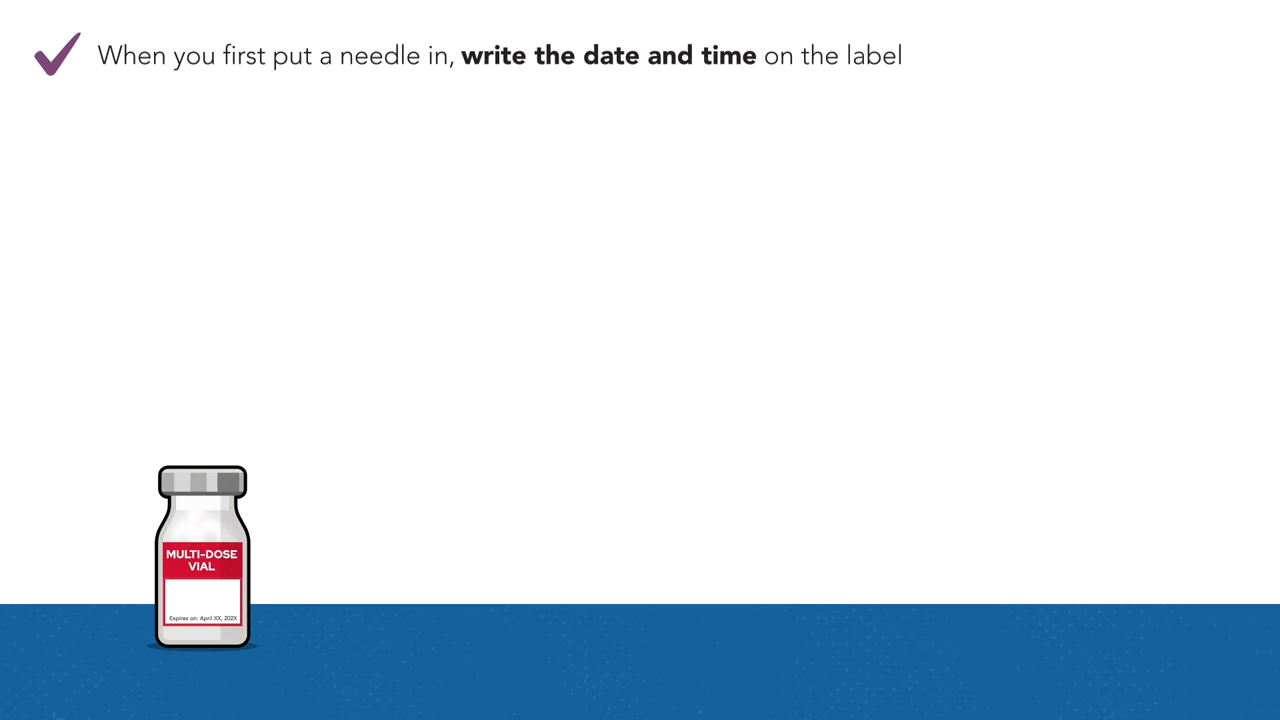 When you first put a needle in, write the date and time on the label
MULTI-DOSE
VIAL
Expires on: April XX, 202X